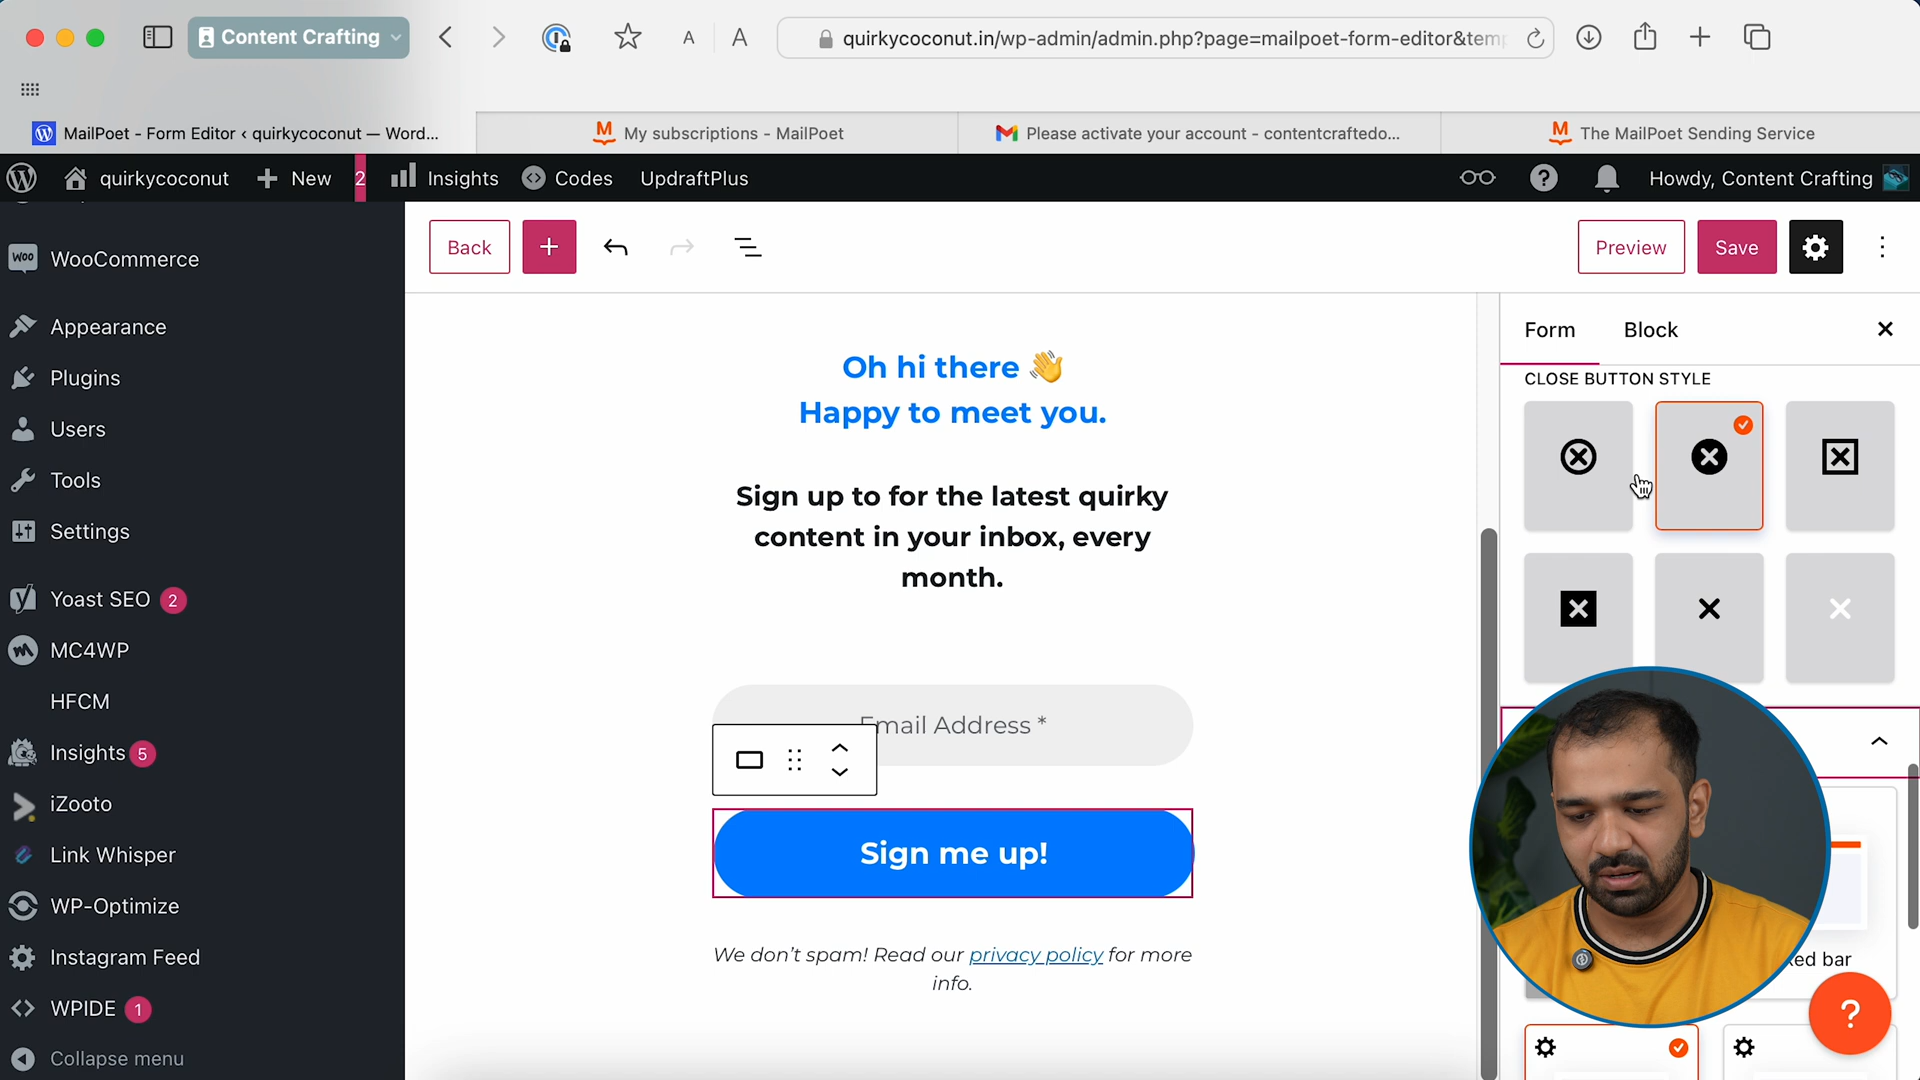 Content Crafting
A
A
quirkycoconut.in/wp-admin/admin.php?page=mailpoet-form-editor&temp
MailPoet - Form Editor ‹ quirkycoconut — Word...
My subscriptions - MailPoet
Please activate your account - contentcraftedo...
The MailPoet Sending Service
quirkycoconut
New
2
Insights
Codes
UpdraftPlus
Howdy, Content Crafting
WooCommerce
Appearance
Plugins
Users
Tools
Settings
Yoast SEO 2
MC4WP
HFCM
Insights 5
iZooto
Link Whisper
WP-Optimize
Instagram Feed
WPIDE 1
Collapse menu
Back
Preview
Save
Oh hi there 👋
Happy to meet you.
Sign up to for the latest quirky
content in your inbox, every
month.
Email Address *
Sign me up!
We don't spam! Read our privacy policy for more
info.
Form
Block
CLOSE BUTTON STYLE
bar
?